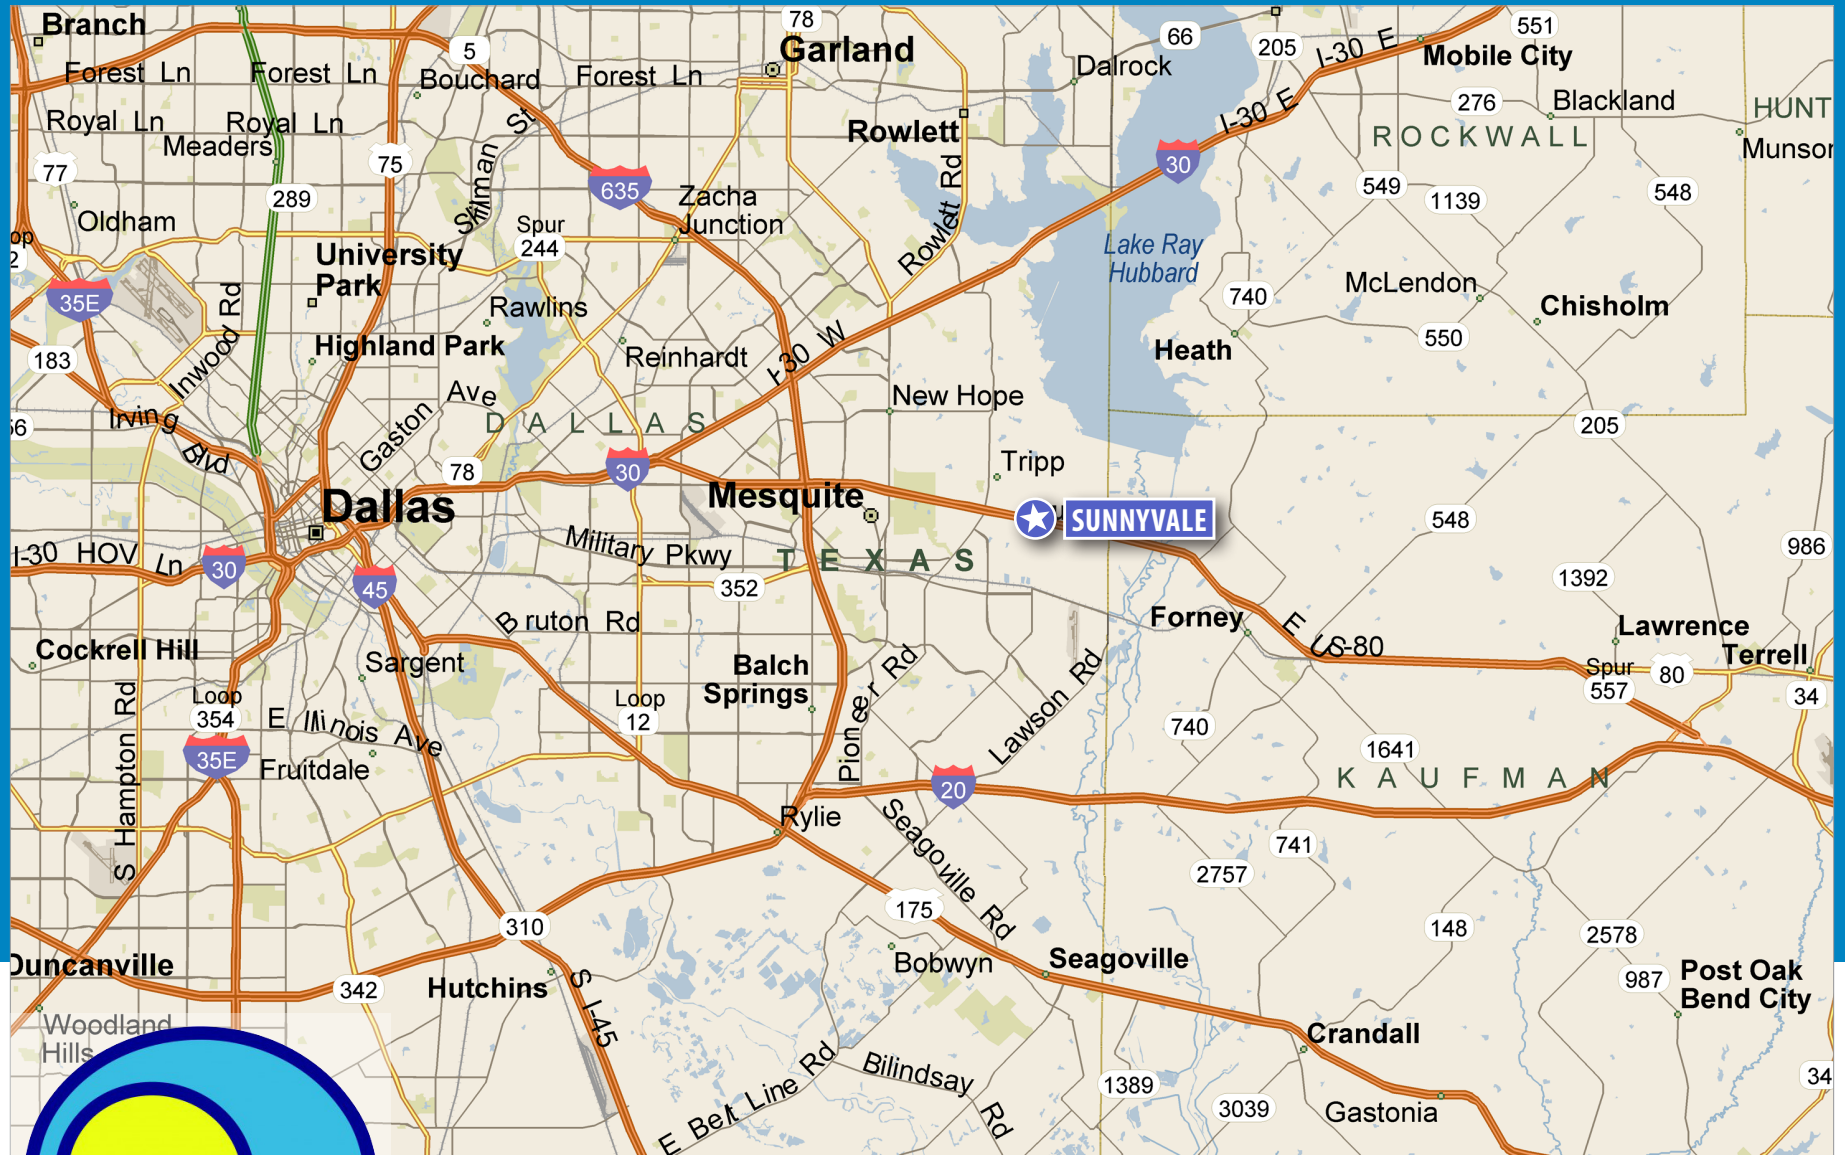 Branch
5
78
Garland
66
205
I-30 E
551
Mobile City
Forest Ln
Forest Ln
Bouchard
Forest Ln
Dalrock
276
Blackland
HUNT
Royal Ln
Royal Ln
Meaders
St
Skilman
Rowlett
I-30 E
ROCKWALL
Munson
77
75
635
30
289
Zacha
Junction
Rowlett Rd
549
1139
548
Oldham
Spur
244
University
Park
Lake Ray
Hubbard
35E
Inwood Rd
Rawlins
740
McLendon
Chisholm
183
Highland Park
Reinhardt
I-30 W
Heath
550
Irving
Blvd
Gaston
Ave
New Hope
DALLAS
205
78
30
Tripp
Dallas
Mesquite
SUNNYVALE
548
I-30 HOV Ln
30
45
Military Pkwy
TEXAS
352
986
1392
Bruton Rd
Forney
E US-80
Lawrence
Terrell
Cockrell Hill
Sargent
Balch
Springs
Pioneer Rd
Lawson Rd
Spur
557
80
34
S Hampton Rd
Loop
354
E Illinois Ave
Loop
12
740
1641
35E
Fruitdale
20
KAUFMAN
Rylie
Seagoville Rd
741
2757
175
310
148
2578
Duncanville
342
Hutchins
S I-45
Bobwyn
Seagoville
987
Post Oak
Bend City
Woodland
Hills
Crandall
E Belt Line Rd
Bilindsay
Rd
1389
3039
Gastonia
34